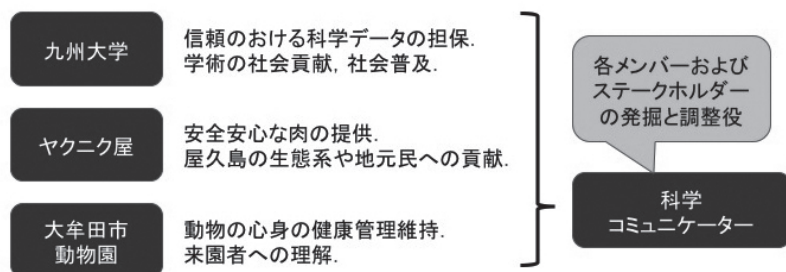 九州大学
信頼のおける科学データの担保.
学術の社会貢献, 社会普及.
ヤクニク屋
安全安心な肉の提供.
屋久島の生態系や地元民への貢献.
大牟田市
動物園
動物の心身の健康管理維持.
来園者への理解.
各メンバーおよび
ステークホルダー
の発掘と調整役
科学
コミュニケーター